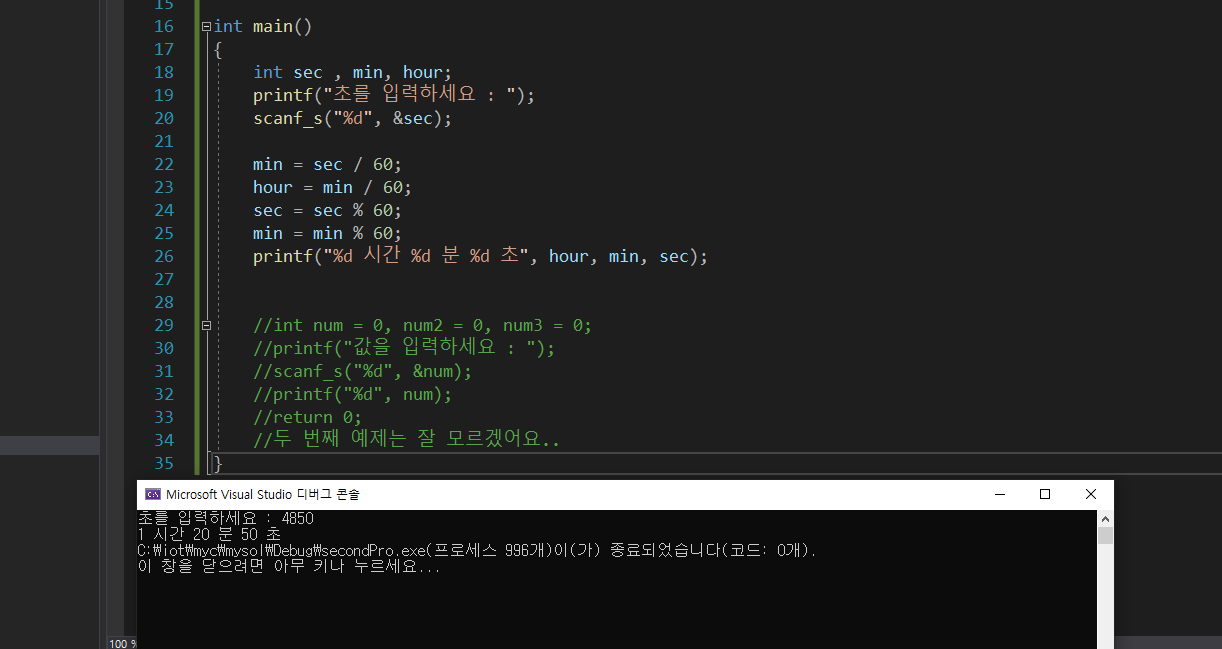 15
16 int main()
17 {
18 int sec , min, hour;
19 printf("초를 입력하세요 : ");
20 scanf_s("%d", &sec);
21
22 min = sec / 60;
23 hour = min / 60;
24 sec = sec % 60;
25 min = min % 60;
26 printf("%d 시간 %d 분 %d 초", hour, min, sec);
27
28
29 //int num = 0, num2 = 0, num3 = 0;
30 //printf("값을 입력하세요 : ");
31 //scanf_s("%d", &num);
32 //printf("%d", num);
33 //return 0;
34 //두 번째 예제는 잘 모르겠어요..
35 }
C:\ Microsoft Visual Studio 디버그 콘솔
초를 입력하세요 : 4850
1 시간 20 분 50 초
C:₩iot₩myc₩mysol₩Debug₩secondPro.exe(프로세스 996개)이(가) 종료되었습니다(코드: 0개).
이 창을 닫으려면 아무 키나 누르세요...
100 %